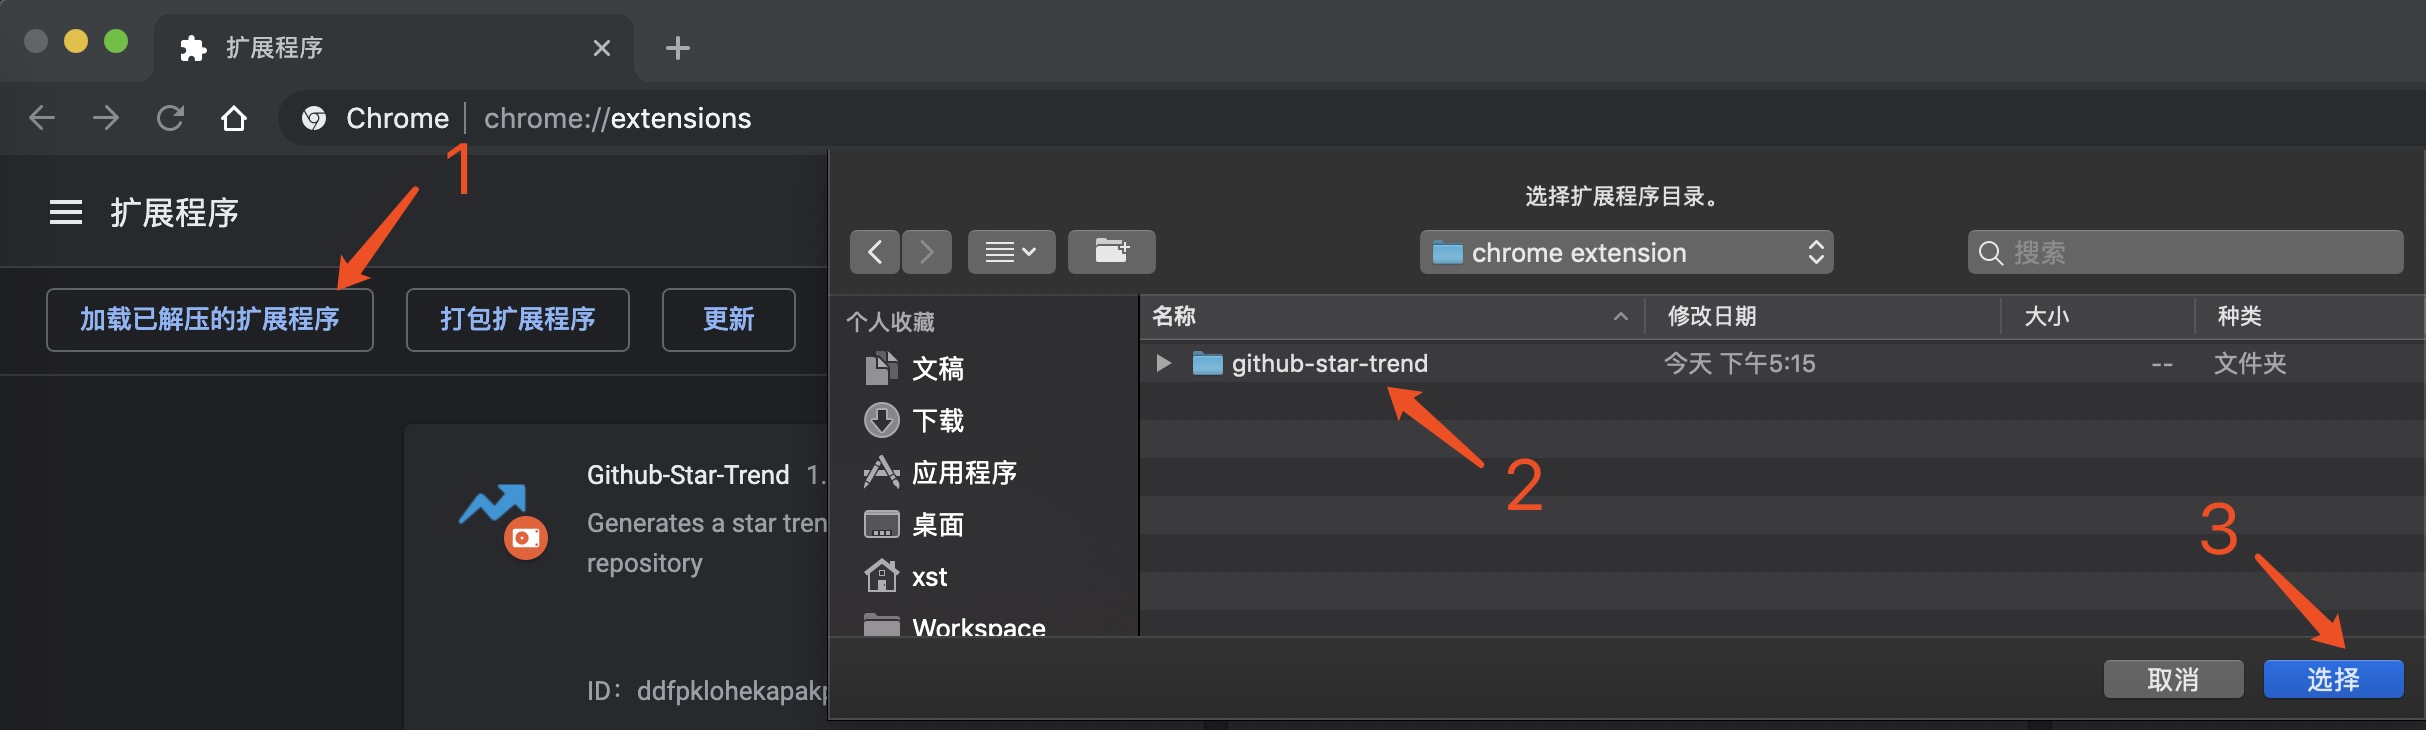 扩展程序
Chrome chrome://extensions
1
扩展程序
加载已解压的扩展程序 打包扩展程序 更新
Github-Star-Trend 1.
Generates a star tren
repository
ID: ddfpklohekapakp
选择扩展程序目录。
chrome extension
搜索
个人收藏
文稿
下载
应用程序
桌面
xst
Workspace
名称 修改日期 大小 种类
github-star-trend 今天 下午5:15 -- 文件夹
2
3
取消 选择